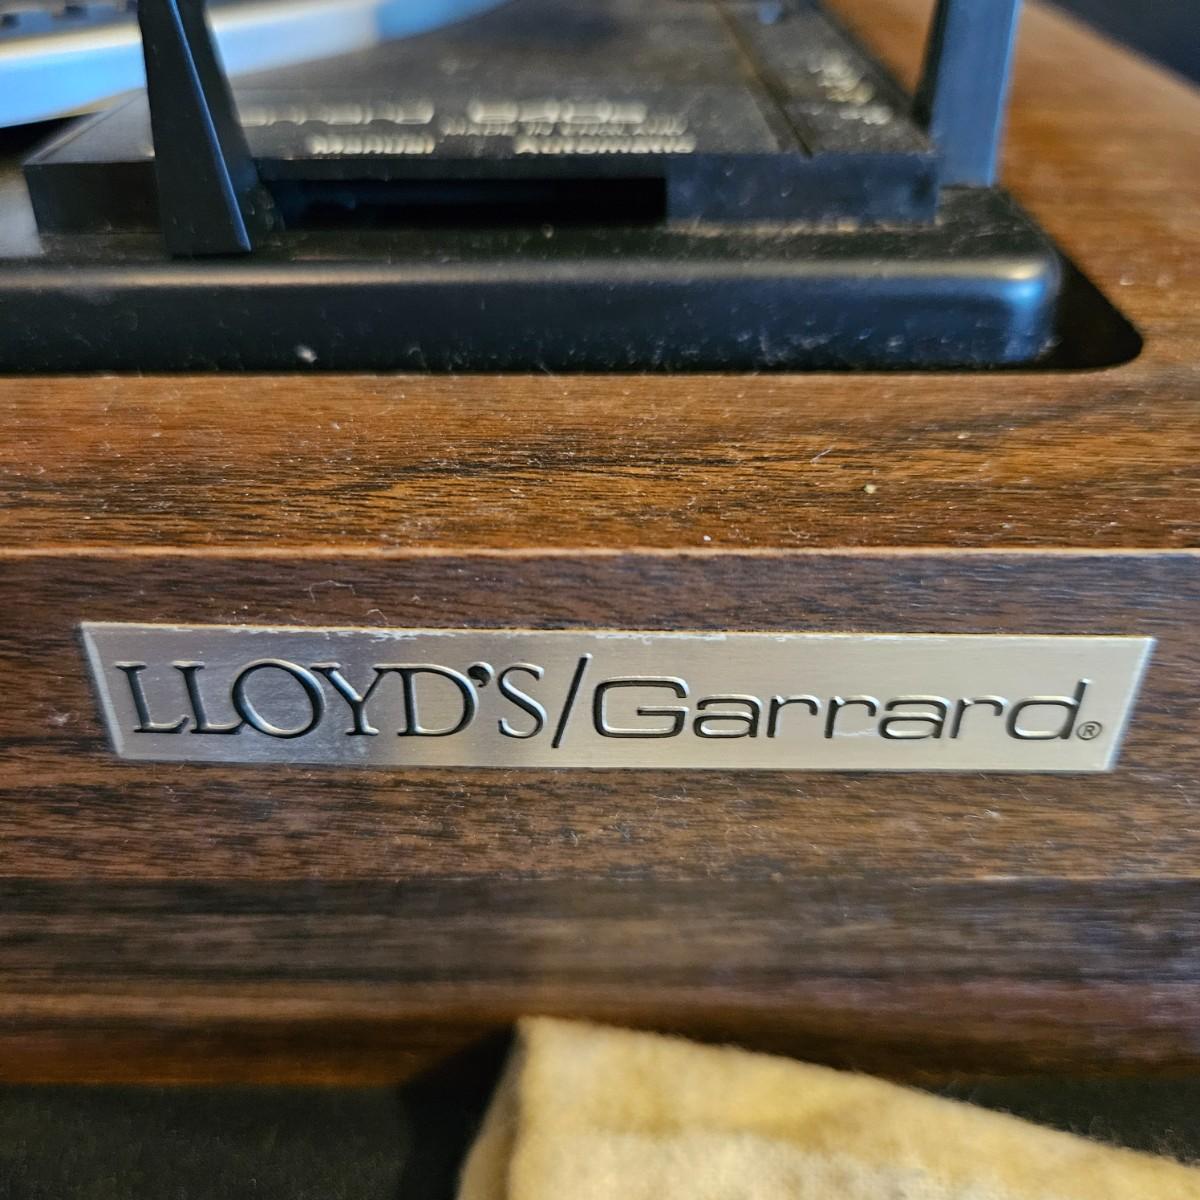 MADE IN ENGLAND
MANUAL AUTOMATIC
LLOYD'S/Garrard®